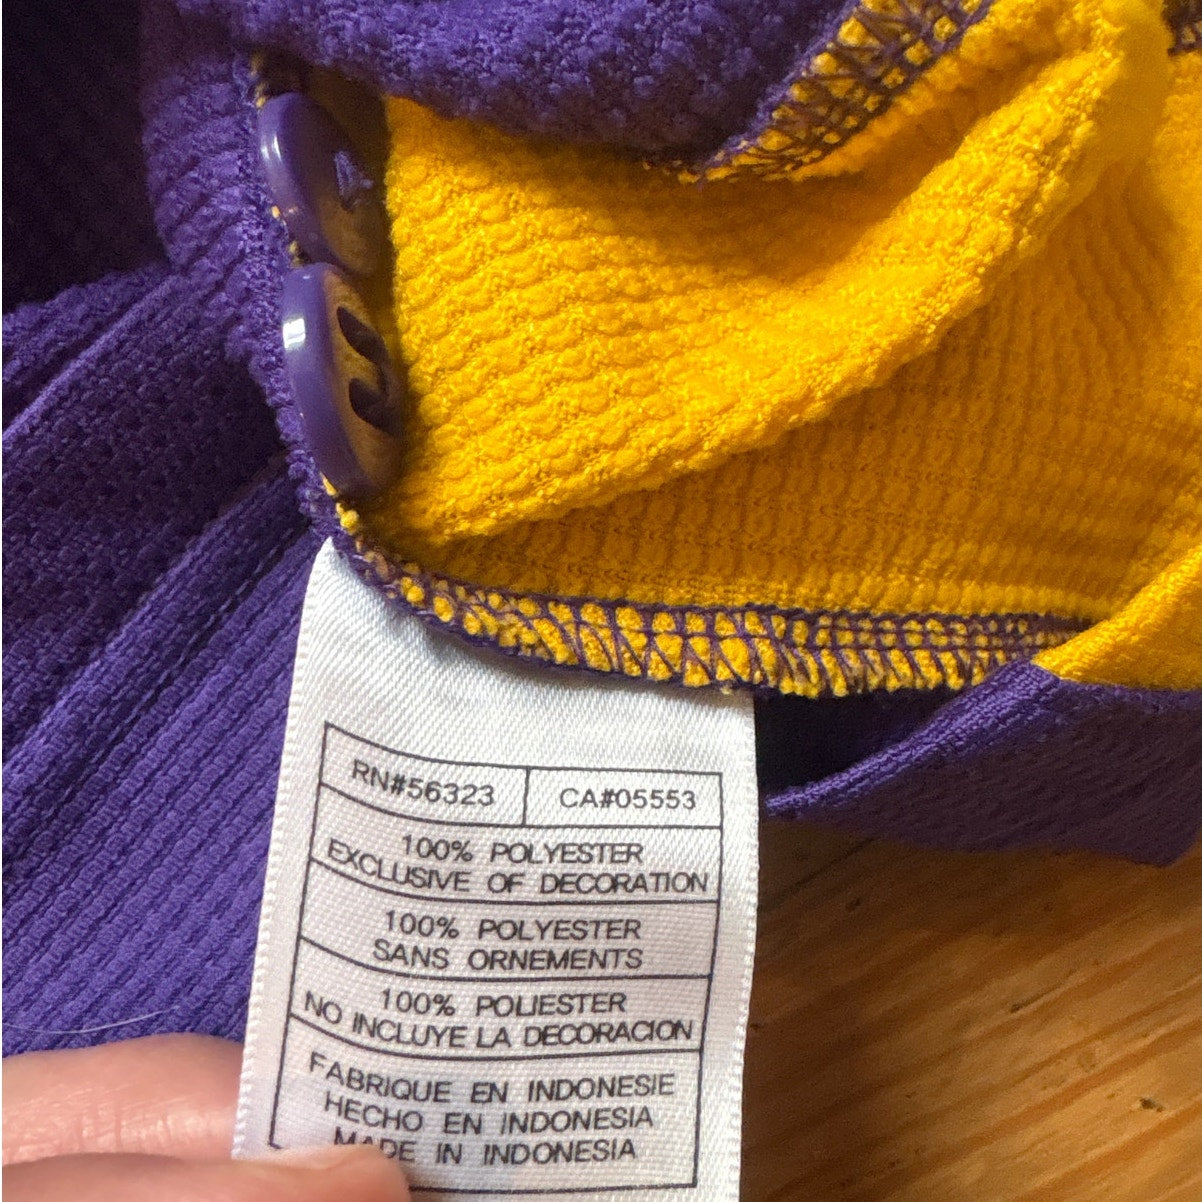 RN#56323 CA#05553
100% POLYESTER
EXCLUSIVE OF DECORATION
100% POLYESTER
SANS ORNEMENTS
100% POLIESTER
NO INCLUYE LA DECORACION
FABRIQUE EN INDONESIE
HECHO EN INDONESIA
MADE IN INDONESIA